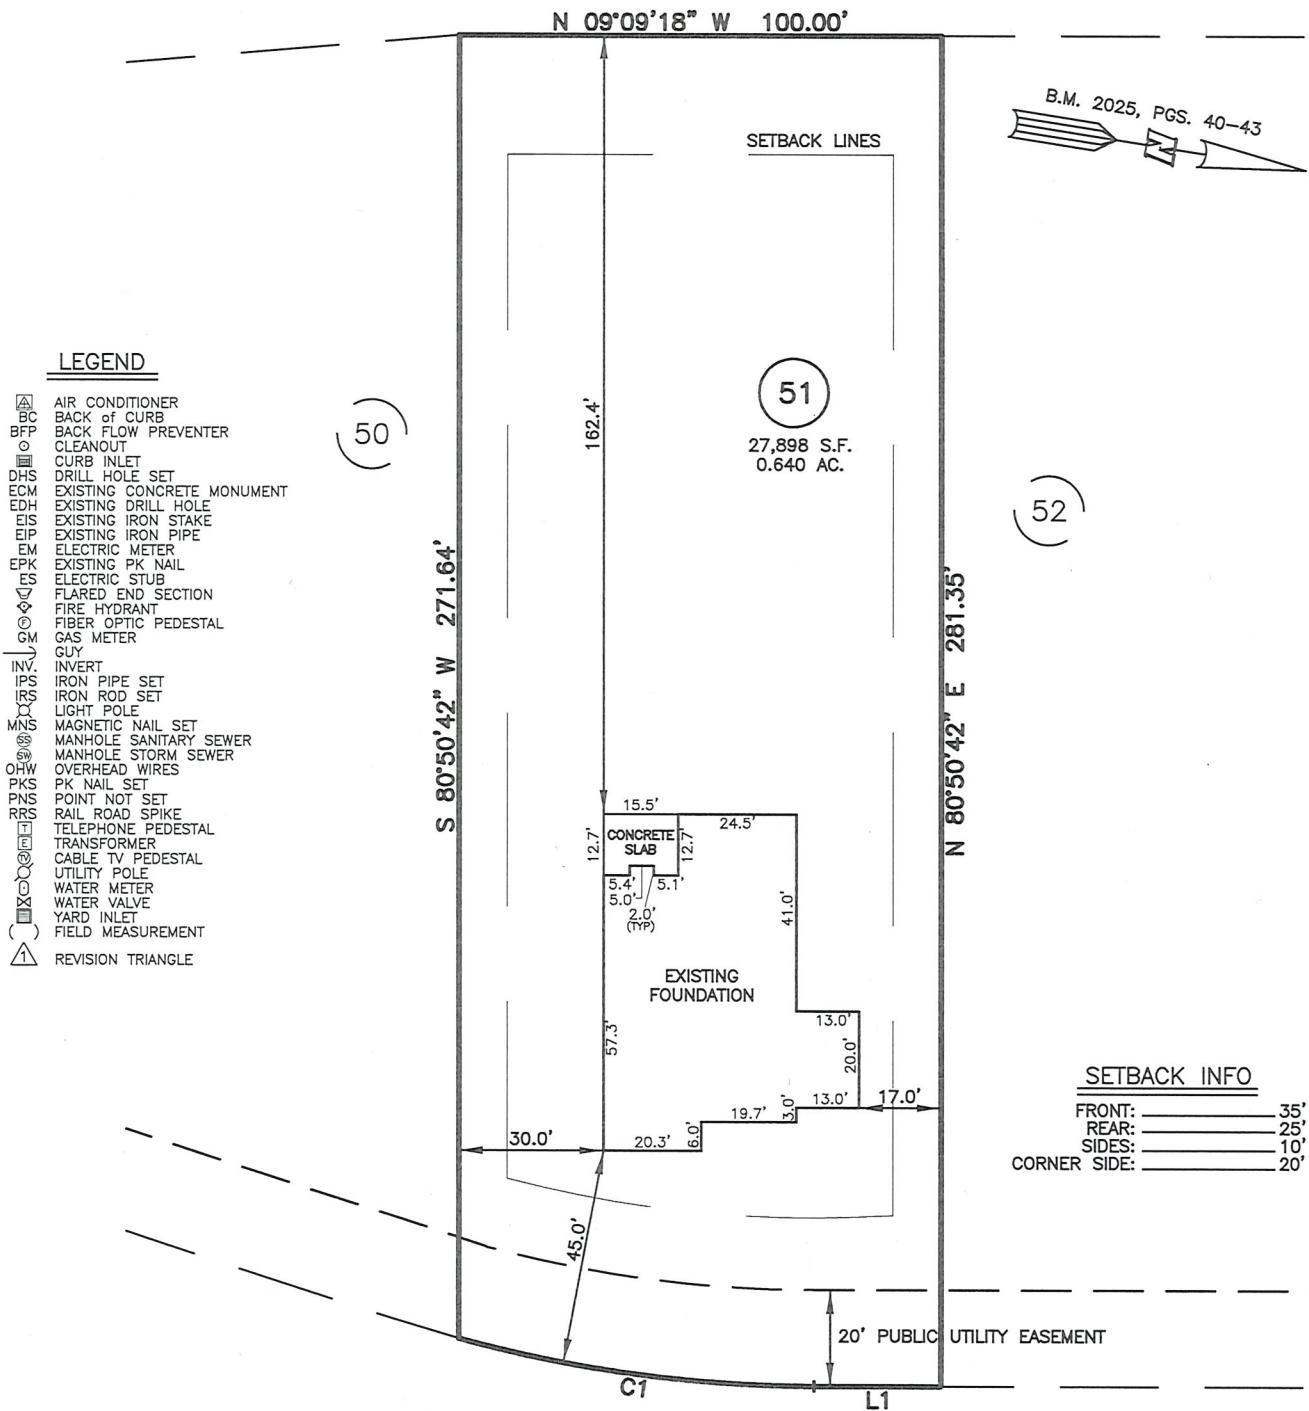 N 09°09'18" W 100.00'
B.M. 2025, PGS. 40-43
N
SETBACK LINES
162.4'
51
27,898 S.F.
0.640 AC.
50
52
S 80°50'42" W 271.64'
N 80°50'42" E 281.35'
LEGEND
A AIR CONDITIONER
BC BACK of CURB
BFP BACK FLOW PREVENTER
CLEANOUT
CURB INLET
DHS DRILL HOLE SET
ECM EXISTING CONCRETE MONUMENT
EDH EXISTING DRILL HOLE
EIS EXISTING IRON STAKE
EIP EXISTING IRON PIPE
EM ELECTRIC METER
EPK EXISTING PK NAIL
ES ELECTRIC STUB
FLARED END SECTION
FIRE HYDRANT
F FIBER OPTIC PEDESTAL
GM GAS METER
GUY
INV. INVERT
IPS IRON PIPE SET
IRS IRON ROD SET
LIGHT POLE
MNS MAGNETIC NAIL SET
SS MANHOLE SANITARY SEWER
SW MANHOLE STORM SEWER
OHW OVERHEAD WIRES
PKS PK NAIL SET
PNS POINT NOT SET
RRS RAIL ROAD SPIKE
T TELEPHONE PEDESTAL
E TRANSFORMER
TV CABLE TV PEDESTAL
UTILITY POLE
WATER METER
WATER VALVE
YARD INLET
( ) FIELD MEASUREMENT
1 REVISION TRIANGLE
15.5'
24.5'
12.7'
CONCRETE
SLAB
12.7'
5.4'
5.1'
5.0'
2.0'
(TYP)
41.0'
EXISTING
FOUNDATION
57.3'
13.0'
20.0'
13.0'
17.0'
3.0'
19.7'
6.0'
20.3'
30.0'
45.0'
SETBACK INFO
FRONT: 35'
REAR: 25'
SIDES: 10'
CORNER SIDE: 20'
20' PUBLIC UTILITY EASEMENT
C1
L1